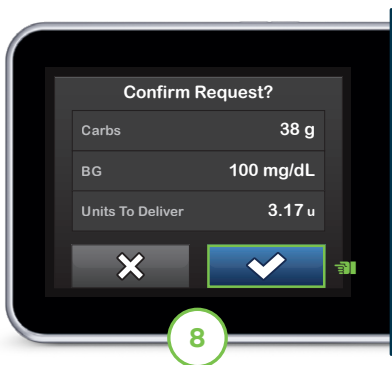 Confirm Request?
Carbs 38 g
BG 100 mg/dL
Units To Deliver 3.17 u
8